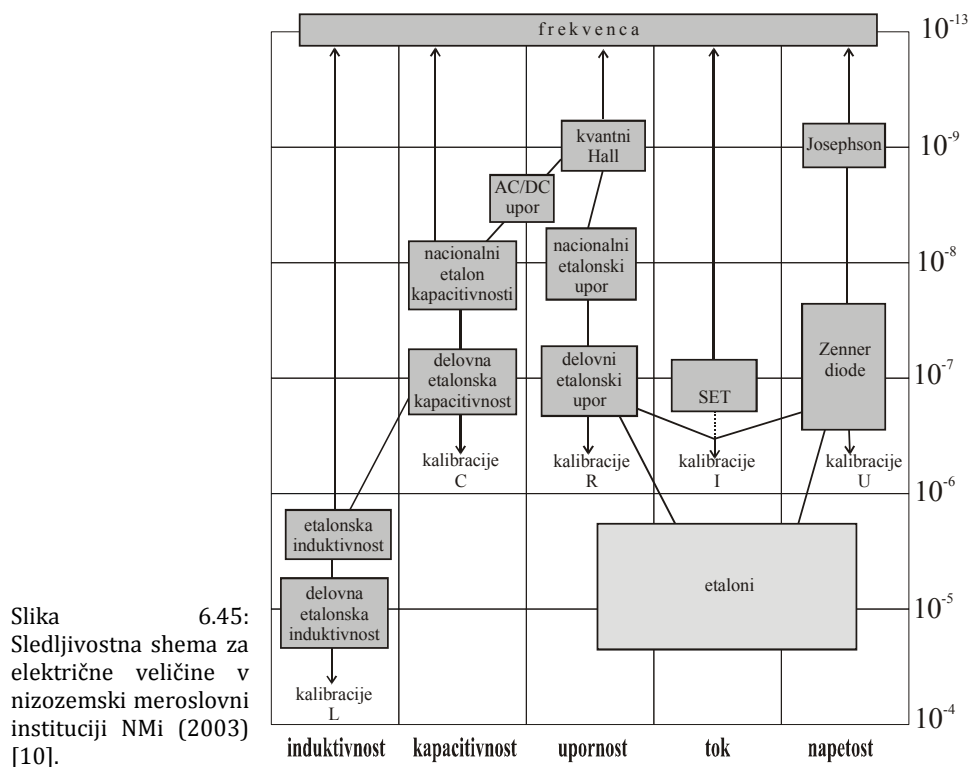 frekvenca
10-13
kvantni
Hall
Josephson
10-9
AC/DC
upor
nacionalni
etalon
kapacitivnosti
nacionalni
etalonski
upor
10-8
delovna
etalonska
kapacitivnost
delovni
etalonski
upor
SET
Zenner
diode
10-7
kalibracije
C
kalibracije
R
kalibracije
I
kalibracije
U
10-6
etalonska
induktivnost
etaloni
delovna
etalonska
induktivnost
10-5
kalibracije
L
10-4
induktivnost kapacitivnost upornost tok napetost
Slika 6.45:
Sledljivostna shema za
električne veličine v
nizozemski meroslovni
instituciji NMi (2003)
[10].